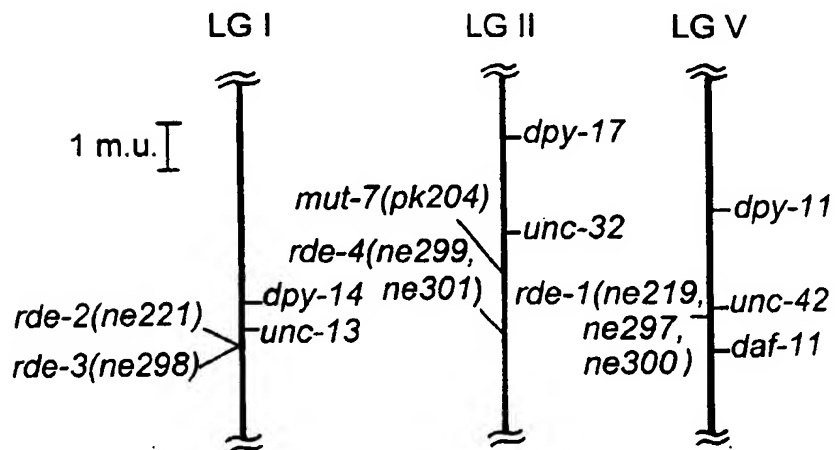 LG I LG II LG V
1 m.u.
dpy-17
mut-7(pk204)
dpy-11
unc-32
rde-4(ne299,
ne301)
rde-1(ne219,
ne297,
ne300)
dpy-14
unc-42
rde-2(ne221)
unc-13
daf-11
rde-3(ne298)